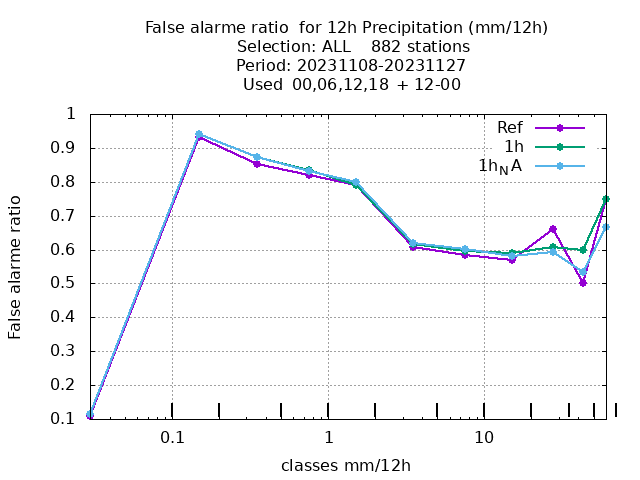 False alarme ratio  for 12h Precipitation (mm/12h)
Selection: ALL    882 stations
Period: 20231108-20231127
Used  00,06,12,18  + 12-00
Ref
1h
1h_N A
False alarme ratio
1
0.9
0.8
0.7
0.6
0.5
0.4
0.3
0.2
0.1
0.1
1
10
classes mm/12h